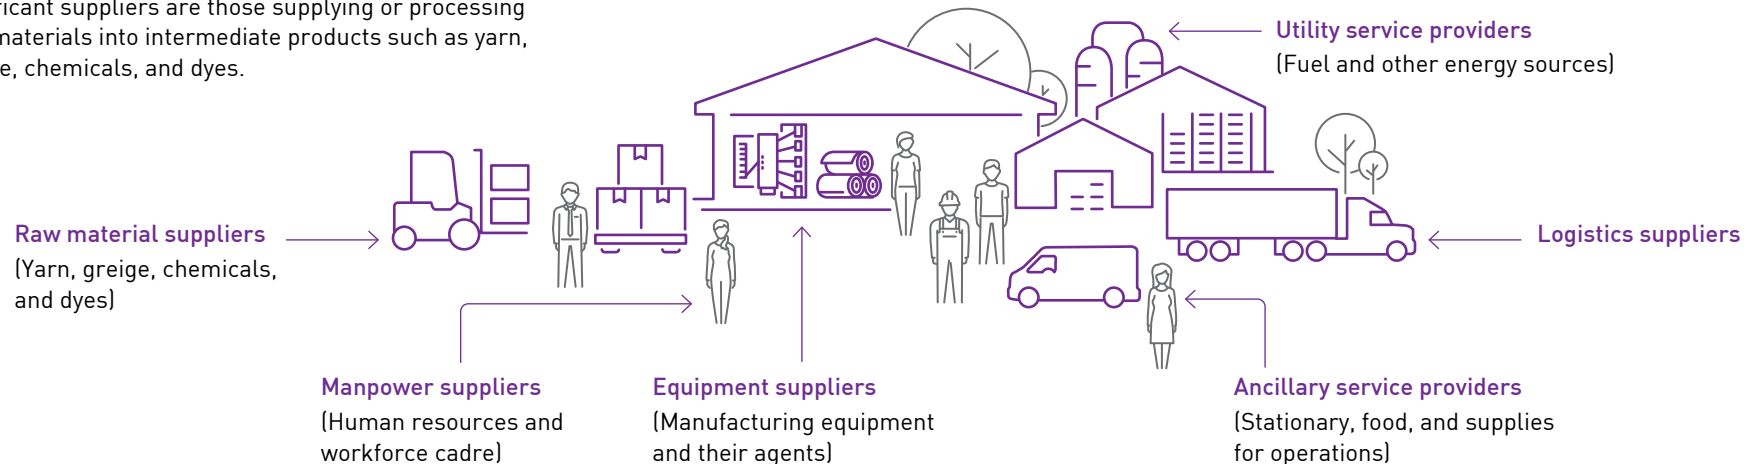 suppliers are those supplying or processing
materials into intermediate products such as yarn,
chemicals, and dyes.
Utility service providers
(Fuel and other energy sources)
Raw material suppliers
(Yarn, greige, chemicals,
and dyes)
Logistics suppliers
Manpower suppliers
(Human resources and
workforce cadre)
Equipment suppliers
(Manufacturing equipment
and their agents)
Ancillary service providers
(Stationary, food, and supplies
for operations)